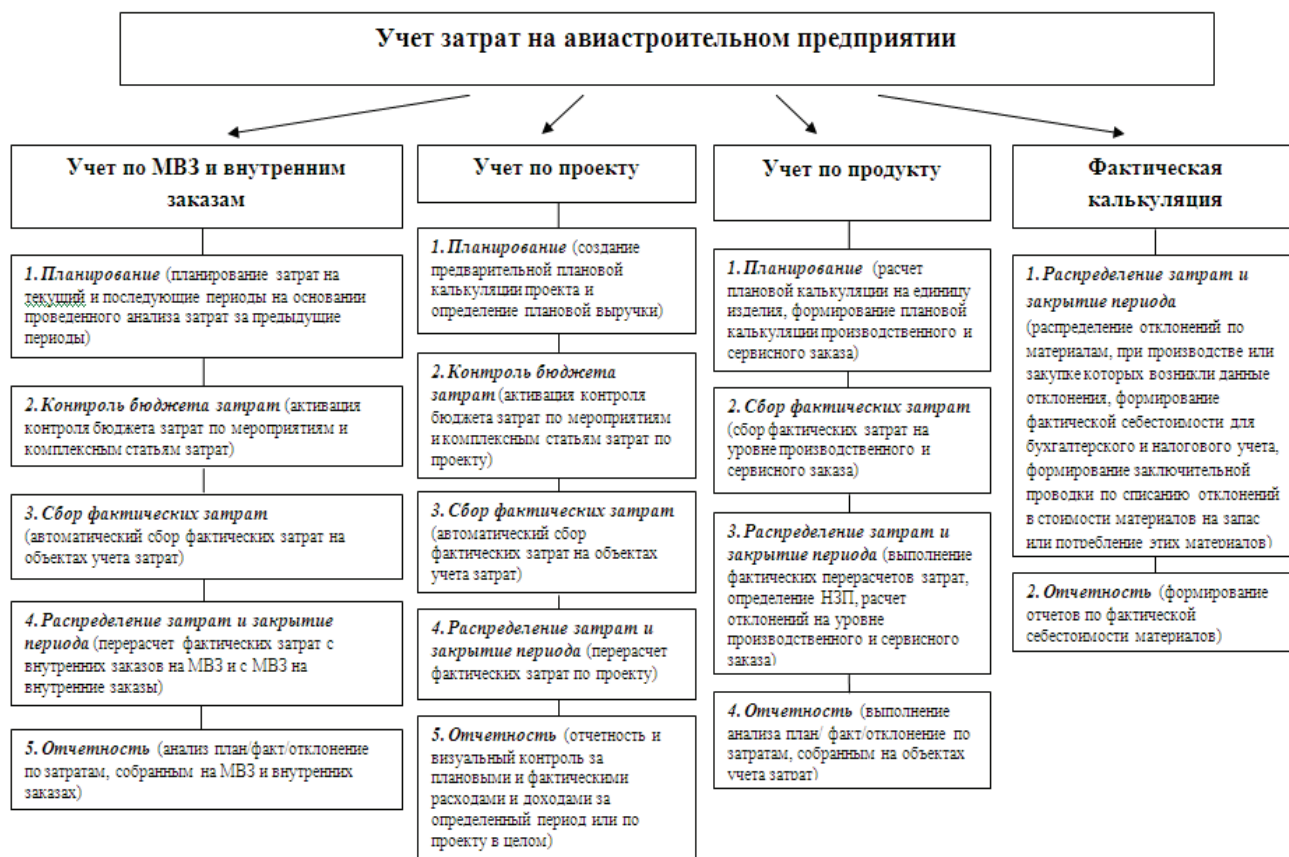 Учет затрат на авиастроительном предприятии
Учет по МВЗ и внутренним
заказам
1. Планирование (планирование затрат на
текущий и последующие периоды на основании
проведенного анализа затрат за предыдущие
периоды)
2. Контроль бюджета затрат (активация
контроля бюджета затрат по мероприятиям и
комплексным статьям затрат)
3. Сбор фактических затрат
(автоматический сбор фактических затрат на
объектах учета затрат)
4. Распределение затрат и закрытие
периода (перерасчет фактических затрат с
внутренних заказов на МВЗ и с МВЗ на
внутренние заказы)
5. Отчетность (анализ план/факт/отклонение
по затратам, собранным на МВЗ и внутренних
заказах)
Учет по проекту
1. Планирование (создание
предварительной плановой
калькуляции проекта и
определение плановой выручки)
2. Контроль бюджета
затрат (активация контроля
бюджета затрат по мероприятиям
и комплексным статьям затрат по
проекту)
3. Сбор фактических затрат
(автоматический сбор
фактических затрат на объектах
учета затрат)
4. Распределение затрат и
закрытие периода (перерасчет
фактических затрат по проекту)
5. Отчетность (отчетность и
визуальный контроль за
плановыми и фактическими
расходами и доходами за
определенный период или по
проекту в целом)
Учет по продукту
1. Планирование (расчет
плановой калькуляции на единицу
изделия, формирование плановой
калькуляции производственного и
сервисного заказа)
2. Сбор фактических затрат
(сбор фактических затрат на
уровне производственного и
сервисного заказа)
3. Распределение затрат и
закрытие периода (выполнение
фактических перерасчетов затрат,
определение НЗП, расчет
отклонений на уровне
производственного и сервисного
заказа)
4. Отчетность (выполнение
анализа план/ факт/отклонение по
затратам, собранным на объектах
учета затрат)
Фактическая
калькуляция
1. Распределение затрат и
закрытие периода
(распределение отклонений по
материалам, при производстве или
закупке которых возникли данные
отклонения, формирование
фактической себестоимости для
бухгалтерского и налогового учета,
формирование заключительной
проводки по списанию отклонений
в стоимости материалов на запас
или потребление этих материалов)
2. Отчетность (формирование
отчетов по фактической
себестоимости материалов)